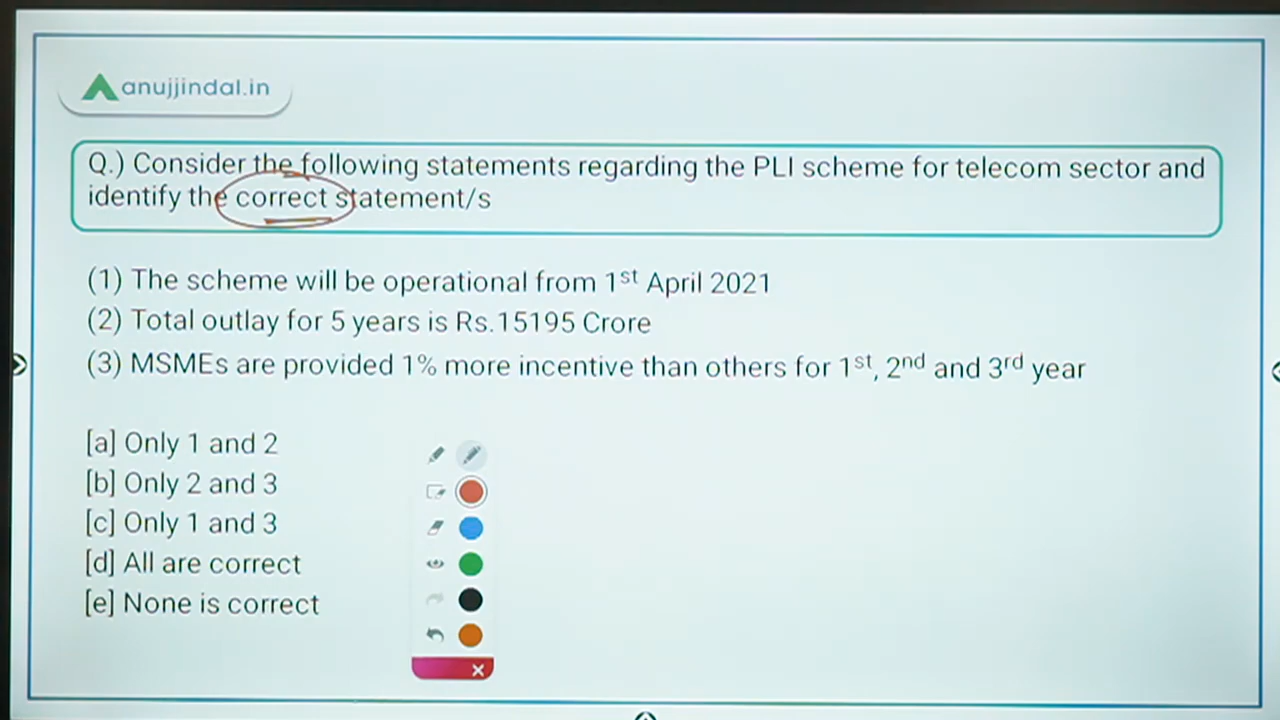 anujjindal.in
Q.) Consider the following statements regarding the PLI scheme for telecom sector and
identify the correct statement/s
(1) The scheme will be operational from 1st April 2021
(2) Total outlay for 5 years is Rs.15195 Crore
(3) MSMEs are provided 1% more incentive than others for 1st, 2nd and 3rd year
[a] Only 1 and 2
[b] Only 2 and 3
[c] Only 1 and 3
[d] All are correct
[e] None is correct